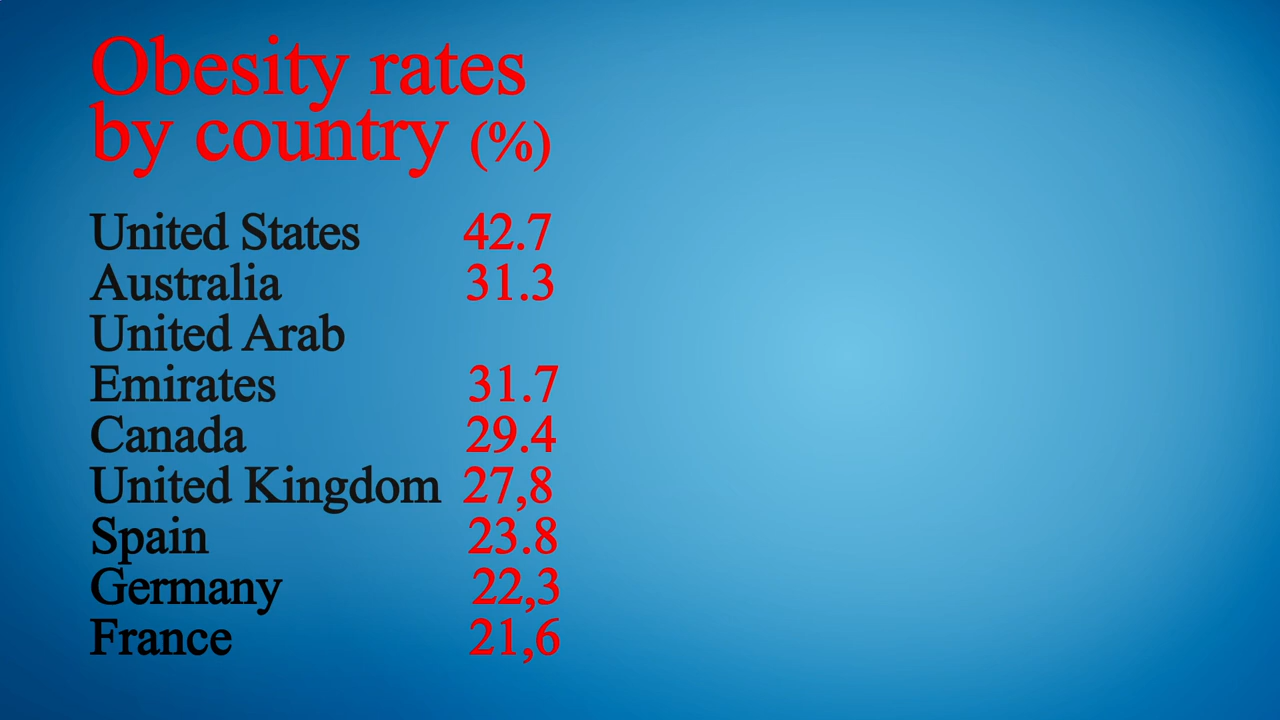 Obesity rates
by country (%)
United States 42.7
Australia 31.3
United Arab
Emirates 31.7
Canada 29.4
United Kingdom 27,8
Spain 23.8
Germany 22,3
France 21,6